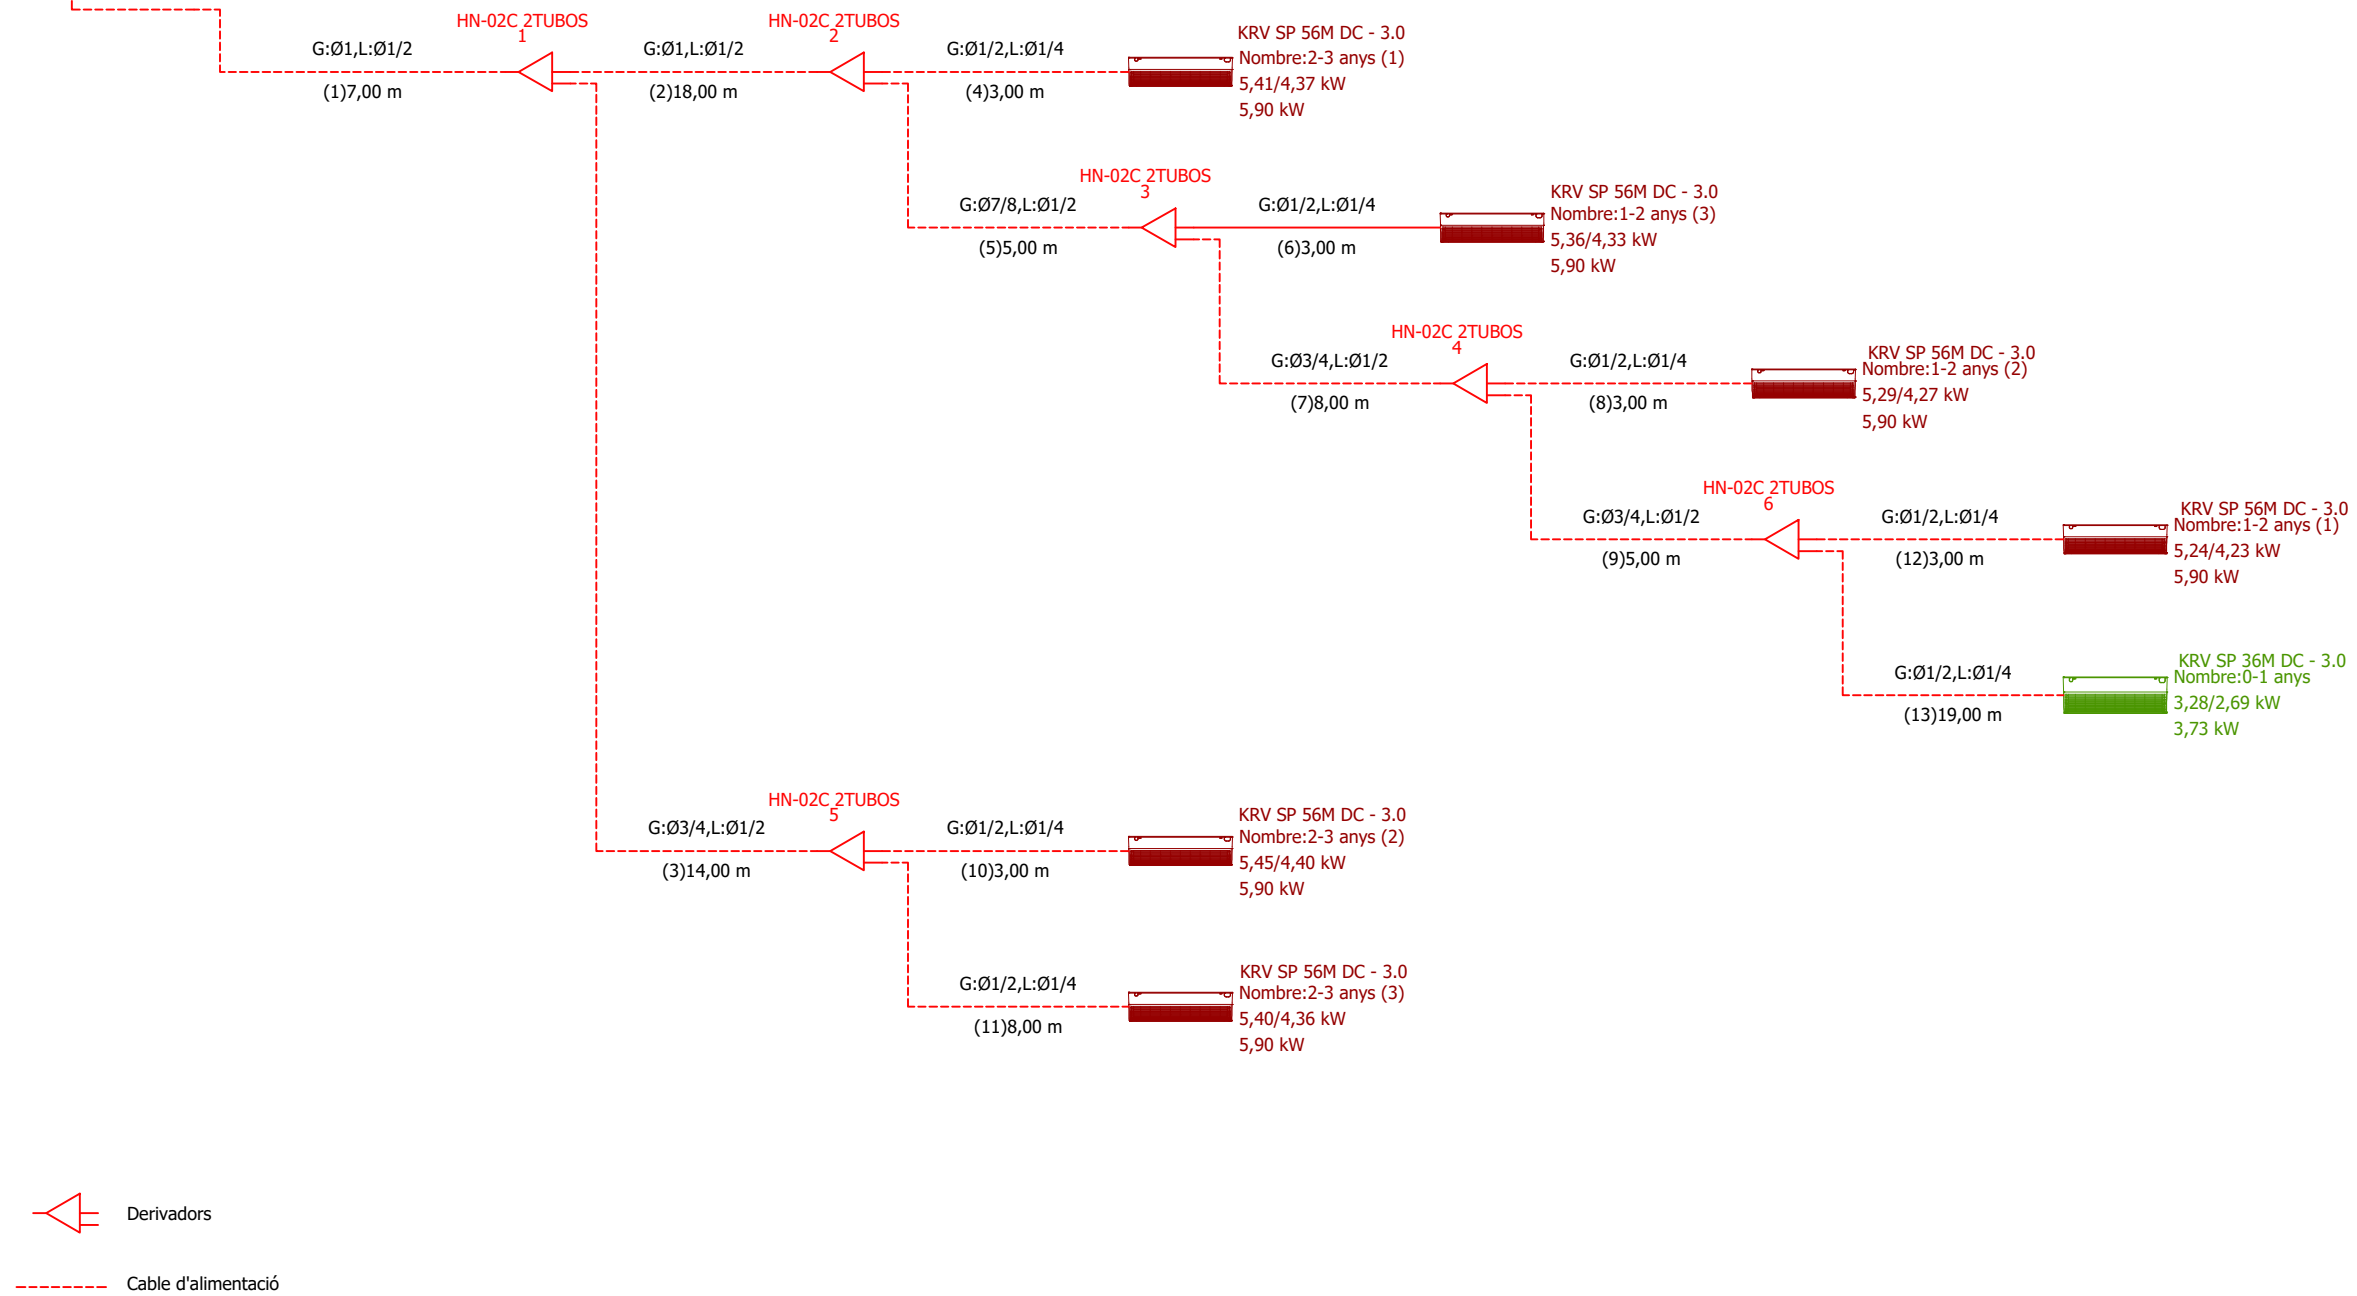 HN-02C 2TUBOS
1
G:Ø1,L:Ø1/2
(1)7,00 m
HN-02C 2TUBOS
2
G:Ø1,L:Ø1/2
(2)18,00 m
G:Ø1/2,L:Ø1/4
(4)3,00 m
KRV SP 56M DC - 3.0
Nombre:2-3 anys (1)
5,41/4,37 kW
5,90 kW
HN-02C 2TUBOS
3
G:Ø7/8,L:Ø1/2
(5)5,00 m
G:Ø1/2,L:Ø1/4
(6)3,00 m
KRV SP 56M DC - 3.0
Nombre:1-2 anys (3)
5,36/4,33 kW
5,90 kW
HN-02C 2TUBOS
4
G:Ø3/4,L:Ø1/2
(7)8,00 m
G:Ø1/2,L:Ø1/4
(8)3,00 m
KRV SP 56M DC - 3.0
Nombre:1-2 anys (2)
5,29/4,27 kW
5,90 kW
HN-02C 2TUBOS
6
G:Ø3/4,L:Ø1/2
(9)5,00 m
G:Ø1/2,L:Ø1/4
(12)3,00 m
KRV SP 56M DC - 3.0
Nombre:1-2 anys (1)
5,24/4,23 kW
5,90 kW
G:Ø1/2,L:Ø1/4
(13)19,00 m
KRV SP 36M DC - 3.0
Nombre:0-1 anys
3,28/2,69 kW
3,73 kW
HN-02C 2TUBOS
5
G:Ø3/4,L:Ø1/2
(3)14,00 m
G:Ø1/2,L:Ø1/4
(10)3,00 m
KRV SP 56M DC - 3.0
Nombre:2-3 anys (2)
5,45/4,40 kW
5,90 kW
G:Ø1/2,L:Ø1/4
(11)8,00 m
KRV SP 56M DC - 3.0
Nombre:2-3 anys (3)
5,40/4,36 kW
5,90 kW
Derivadors
Cable d'alimentació